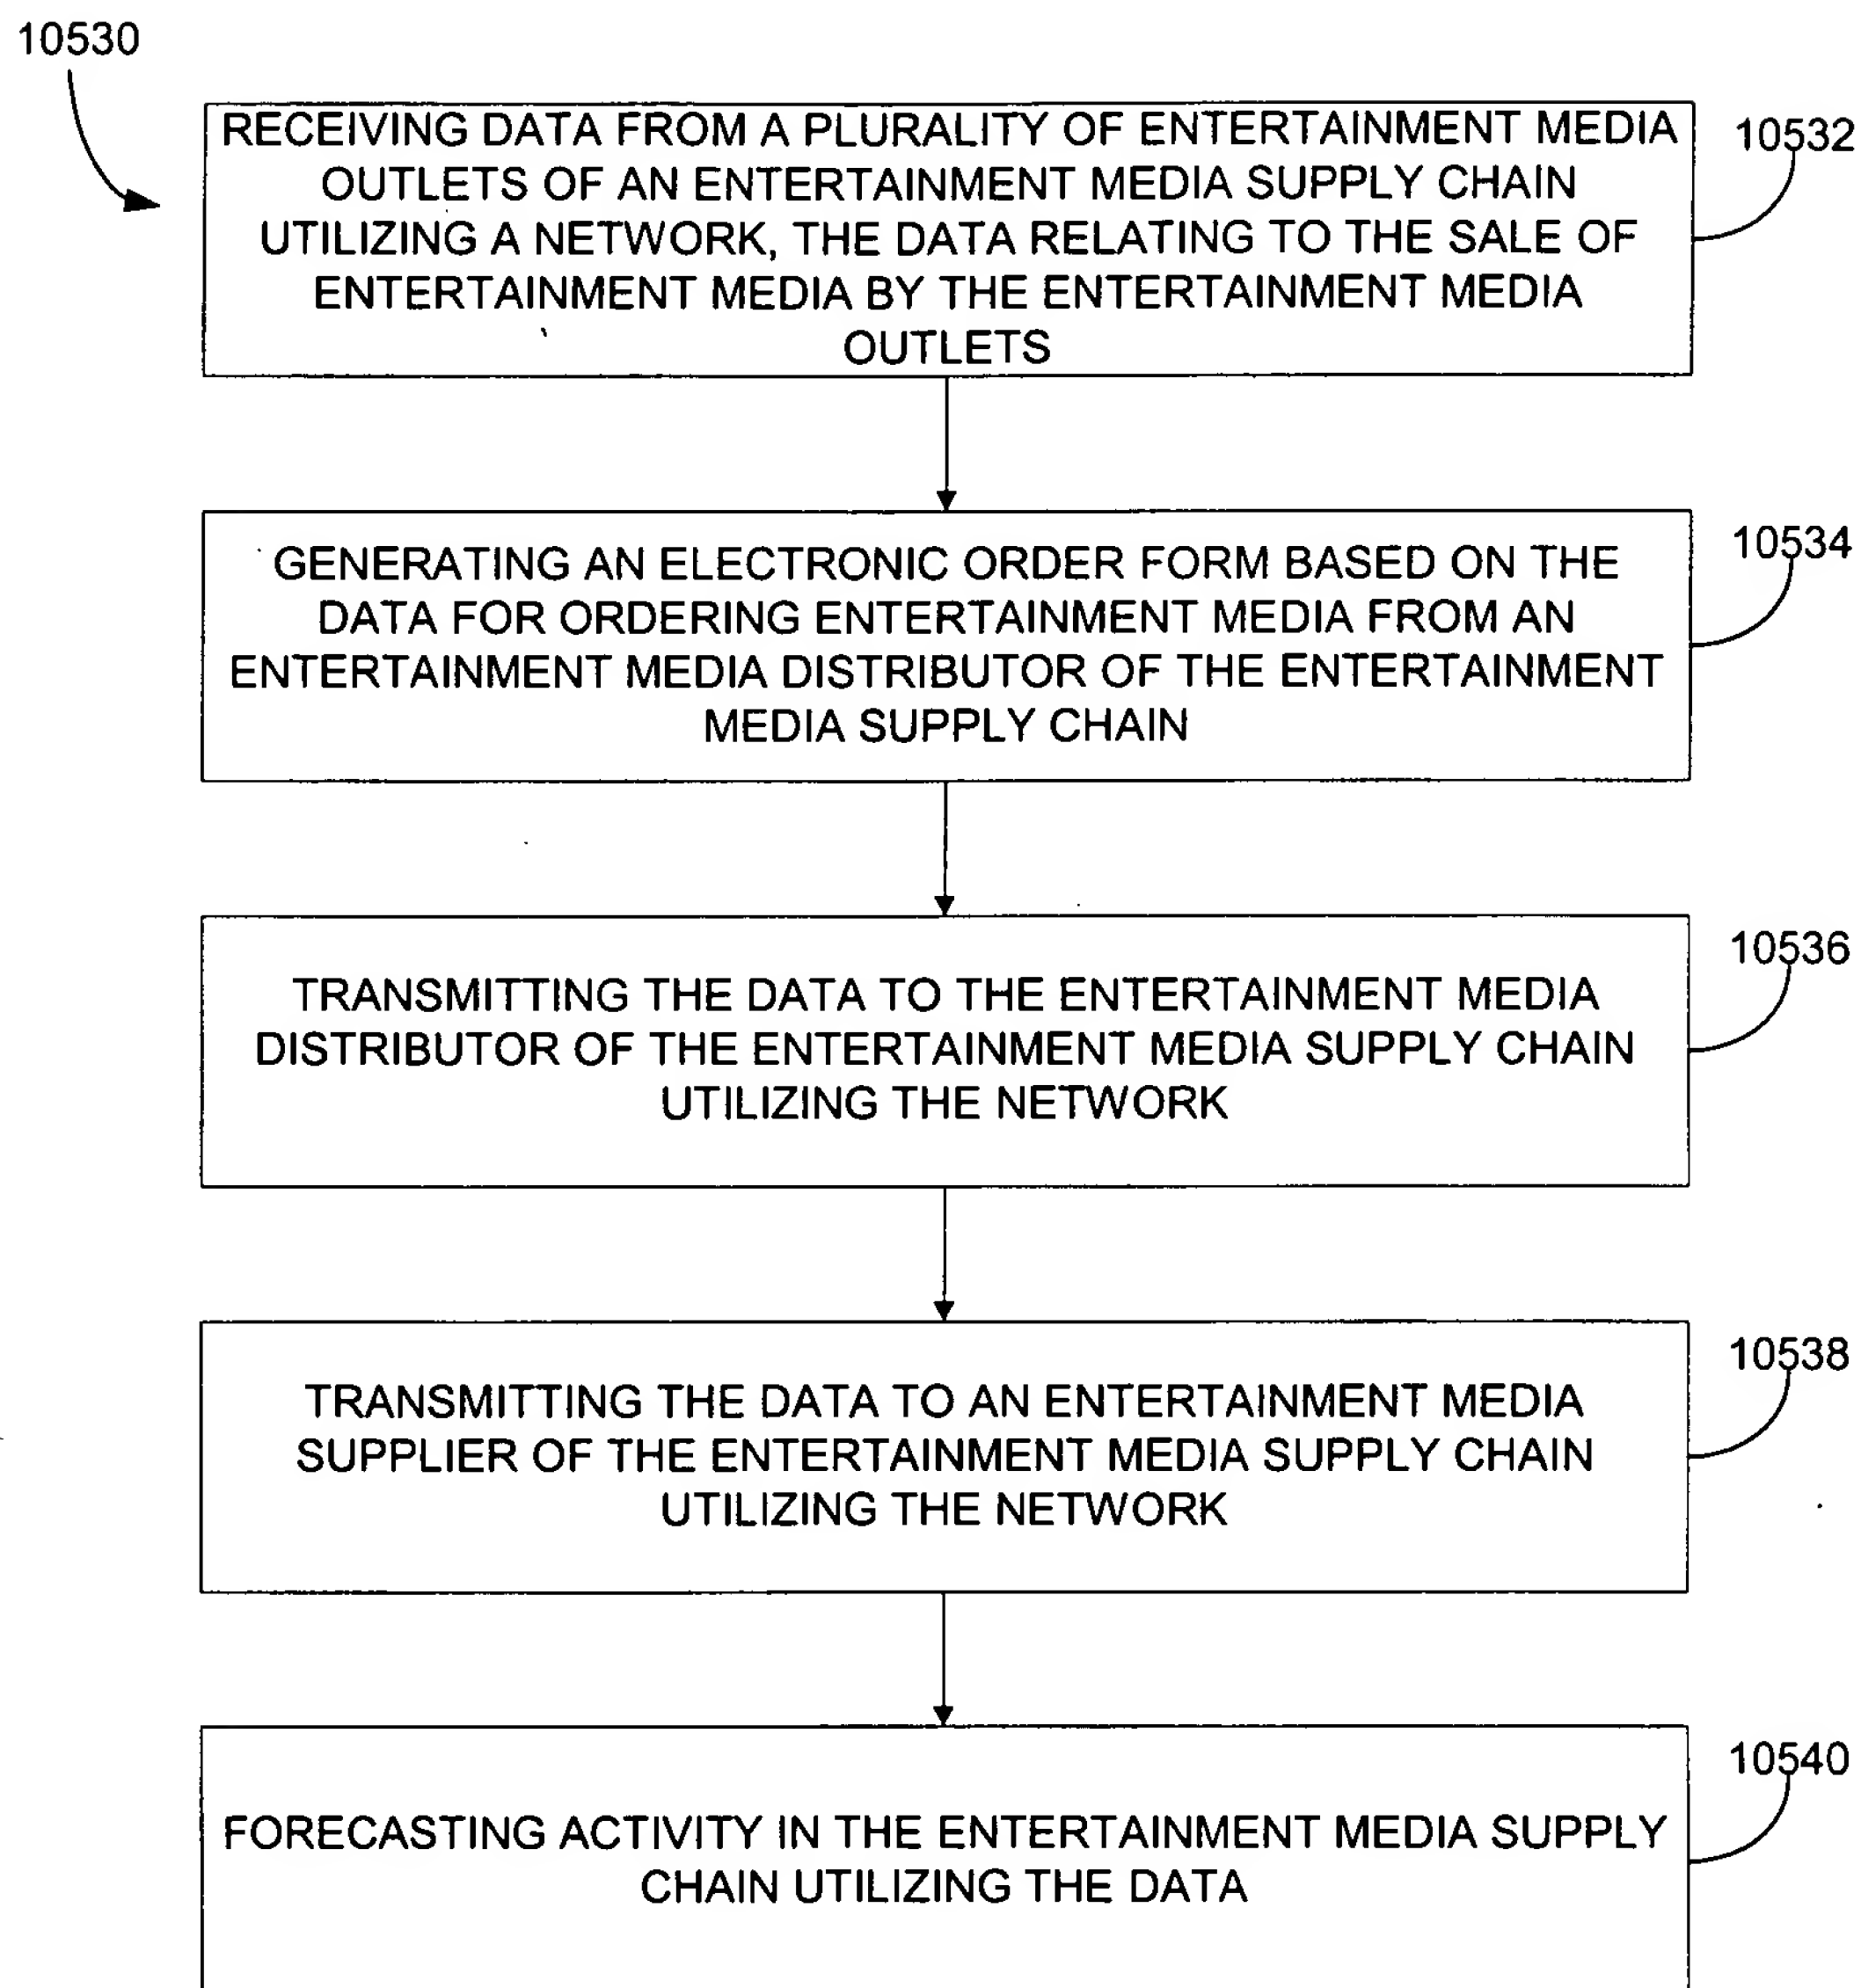 10530
RECEIVING DATA FROM A PLURALITY OF ENTERTAINMENT MEDIA
OUTLETS OF AN ENTERTAINMENT MEDIA SUPPLY CHAIN
UTILIZING A NETWORK, THE DATA RELATING TO THE SALE OF
ENTERTAINMENT MEDIA BY THE ENTERTAINMENT MEDIA
OUTLETS
10532
GENERATING AN ELECTRONIC ORDER FORM BASED ON THE
DATA FOR ORDERING ENTERTAINMENT MEDIA FROM AN
ENTERTAINMENT MEDIA DISTRIBUTOR OF THE ENTERTAINMENT
MEDIA SUPPLY CHAIN
10534
TRANSMITTING THE DATA TO THE ENTERTAINMENT MEDIA
DISTRIBUTOR OF THE ENTERTAINMENT MEDIA SUPPLY CHAIN
UTILIZING THE NETWORK
10536
TRANSMITTING THE DATA TO AN ENTERTAINMENT MEDIA
SUPPLIER OF THE ENTERTAINMENT MEDIA SUPPLY CHAIN
UTILIZING THE NETWORK
10538
FORECASTING ACTIVITY IN THE ENTERTAINMENT MEDIA SUPPLY
CHAIN UTILIZING THE DATA
10540